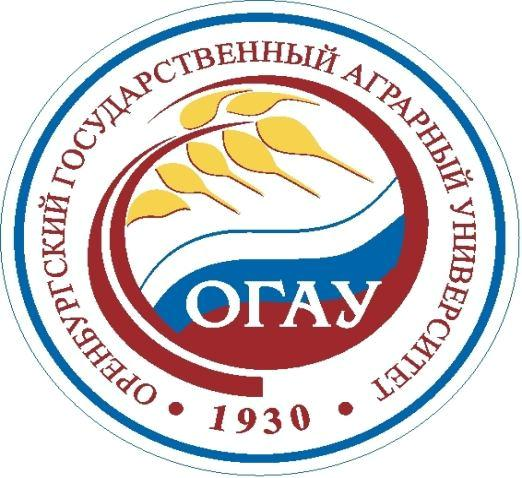 ОРЕНБУРГСКИЙ ГОСУДАРСТВЕННЫЙ АГРАРНЫЙ УНИВЕРСИТЕТ
ОГАУ
• 1930 •